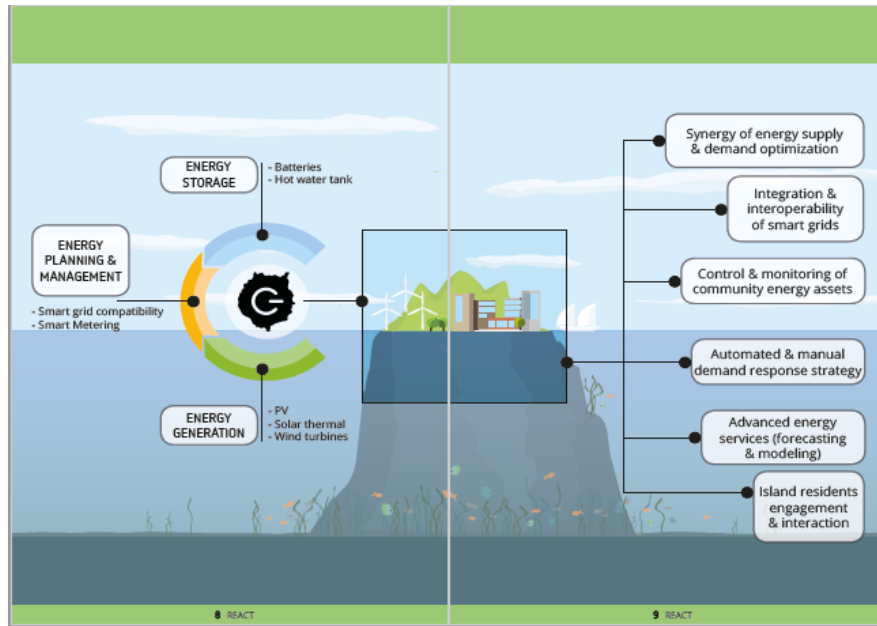 ENERGY
STORAGE
- Batteries
- Hot water tank
ENERGY
PLANNING &
MANAGEMENT
- Smart grid compatibility
- Smart Metering
ENERGY
GENERATION
- PV
- Solar thermal
- Wind turbines
Synergy of energy supply
& demand optimization
Integration &
interoperability
of smart grids
Control & monitoring of
community energy assets
Automated & manual
demand response strategy
Advanced energy
services (forecasting
& modeling)
Island residents
engagement
& interaction
8 REACT
9 REACT